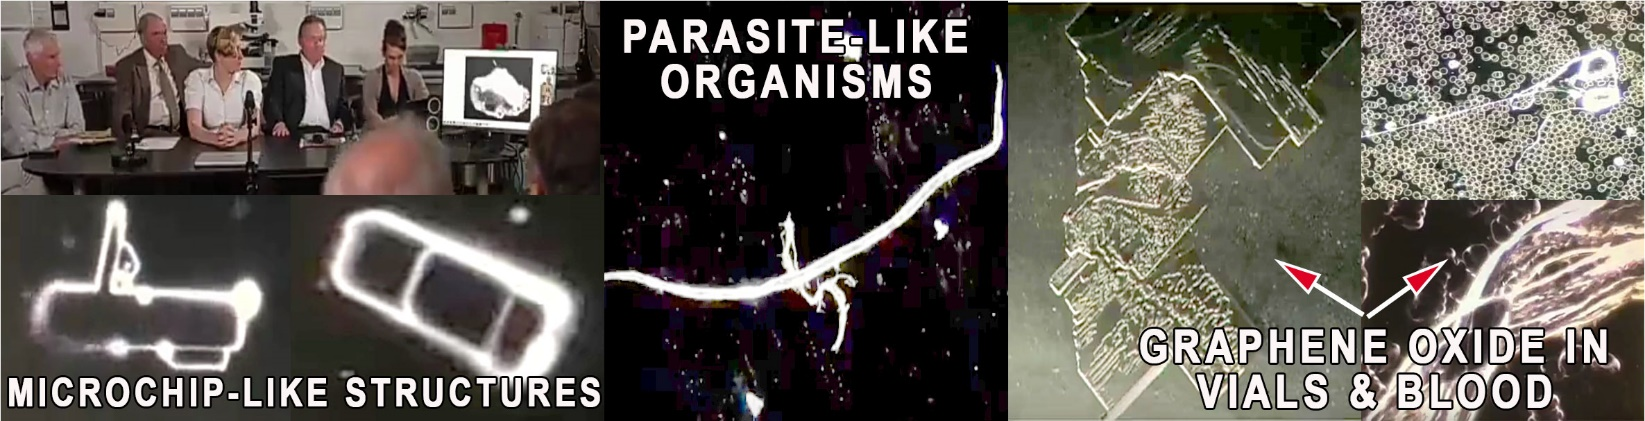 PARASITE-LIKE
ORGANISMS
MICROCHIP-LIKE STRUCTURES
GRAPHENE OXIDE IN
VIALS & BLOOD